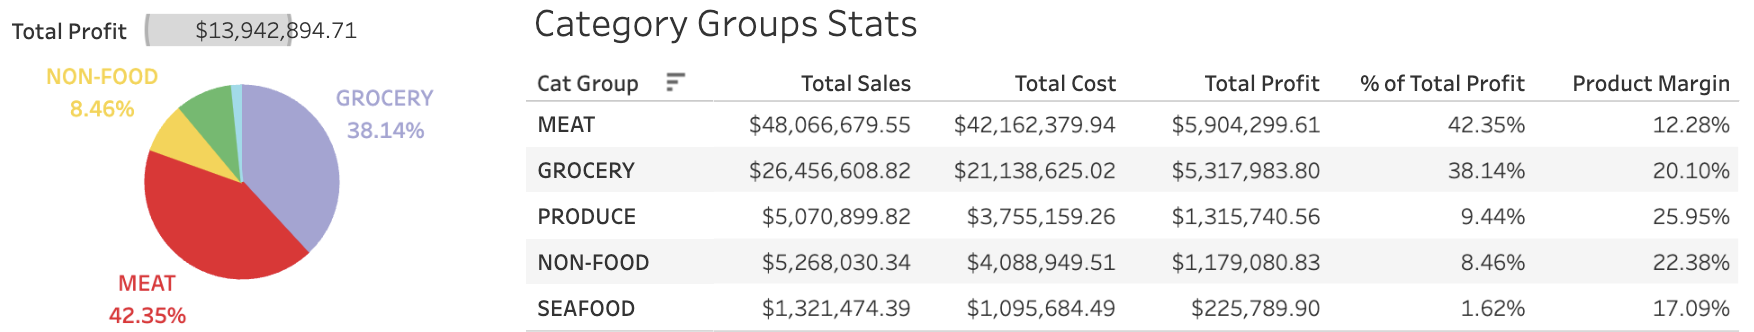 Total Profit $13,942,894.71
NON-FOOD
8.46%
GROCERY
38.14%
MEAT
42.35%
Category Groups Stats
Cat Group Total Sales Total Cost Total Profit % of Total Profit Product Margin
MEAT $48,066,679.55 $42,162,379.94 $5,904,299.61 42.35% 12.28%
GROCERY $26,456,608.82 $21,138,625.02 $5,317,983.80 38.14% 20.10%
PRODUCE $5,070,899.82 $3,755,159.26 $1,315,740.56 9.44% 25.95%
NON-FOOD $5,268,030.34 $4,088,949.51 $1,179,080.83 8.46% 22.38%
SEAFOOD $1,321,474.39 $1,095,684.49 $225,789.90 1.62% 17.09%